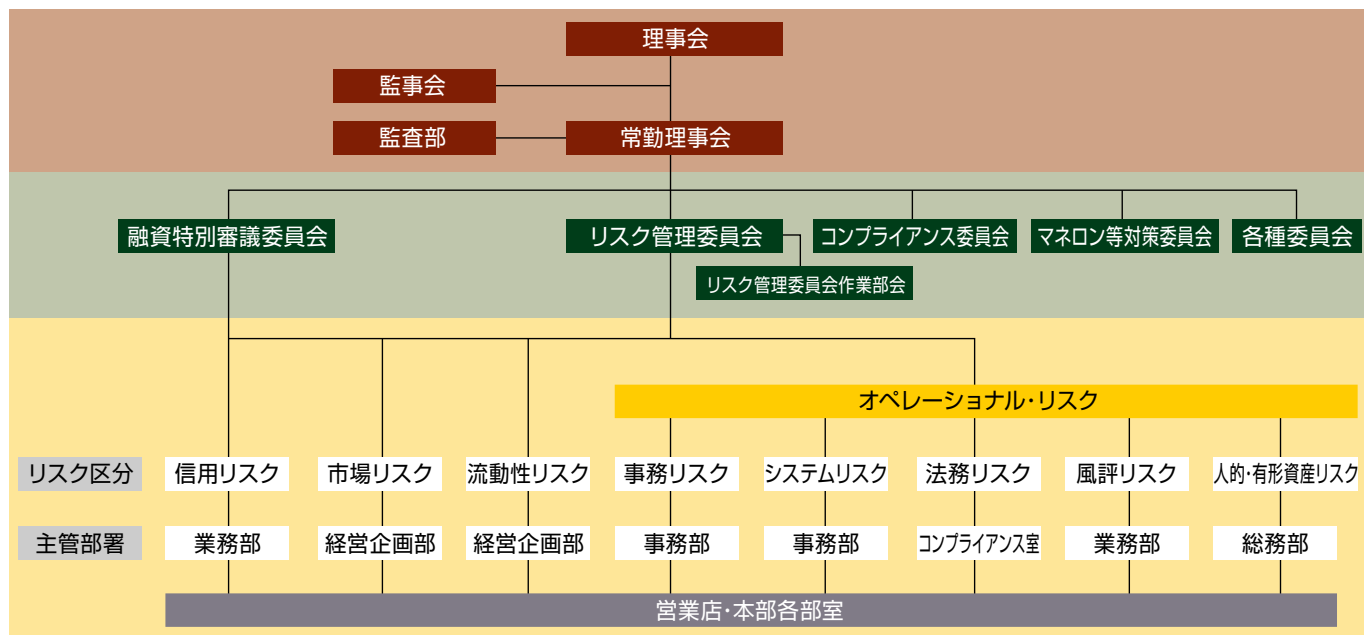 理事会
監事会
監査部
常勤理事会
融資特別審議委員会
リスク管理委員会
コンプライアンス委員会
マネロン等対策委員会
各種委員会
リスク管理委員会作業部会
オペレーショナル・リスク
リスク区分
信用リスク
市場リスク
流動性リスク
事務リスク
システムリスク
法務リスク
風評リスク
人的・有形資産リスク
主管部署
業務部
経営企画部
経営企画部
事務部
事務部
コンプライアンス室
業務部
総務部
営業店・本部各部室